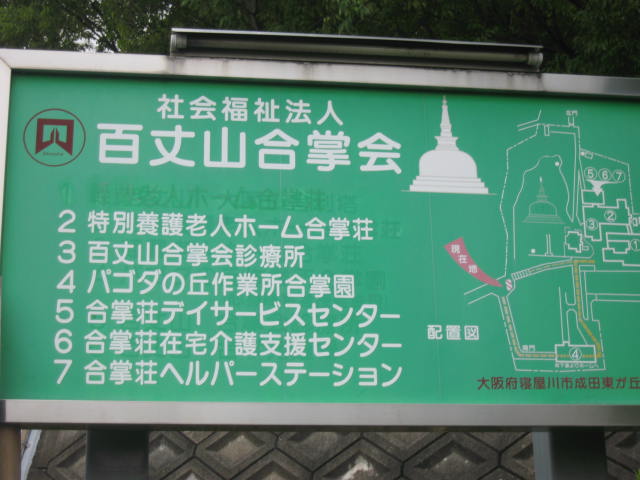 社会福祉法人
百丈山合掌会
2 特別養護老人ホーム合掌荘
3 百丈山合掌会診療所
4 パゴダの丘作業所合掌園
5 合掌荘デイサービスセンター
6 合掌荘在宅介護支援センター
7 合掌荘ヘルパーステーション
現在地
配置図
⑤⑥⑦
②
③
④
大阪府寝屋川市成田東が丘